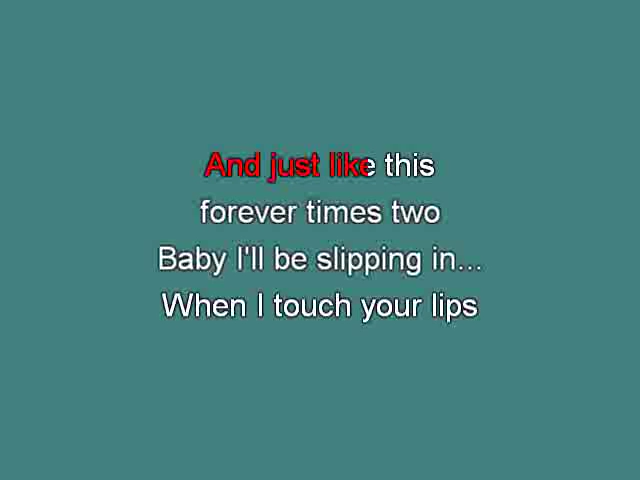 And just like this
forever times two
Baby I'll be slipping in...
When I touch your lips